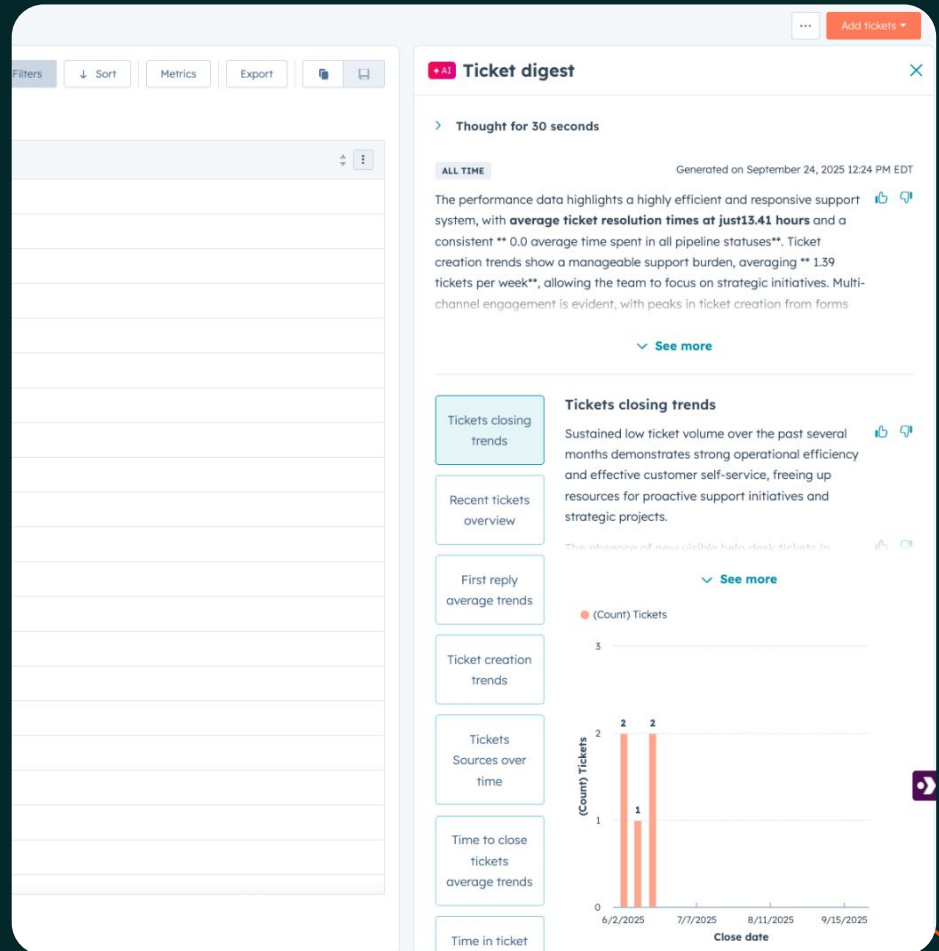 ... Add tickets
Filters Sort Metrics Export
+ AI Ticket digest
Thought for 30 seconds
ALL TIME Generated on September 24, 2025 12:24 PM EDT
The performance data highlights a highly efficient and responsive support
system, with average ticket resolution times at just13.41 hours and a
consistent ** 0.0 average time spent in all pipeline statuses**. Ticket
creation trends show a manageable support burden, averaging ** 1.39
tickets per week**, allowing the team to focus on strategic initiatives. Multi-
channel engagement is evident, with peaks in ticket creation from forms
See more
Tickets closing
trends
Recent tickets
overview
First reply
average trends
Ticket creation
trends
Tickets
Sources over
time
Time to close
tickets
average trends
Time in ticket
Tickets closing trends
Sustained low ticket volume over the past several
months demonstrates strong operational efficiency
and effective customer self-service, freeing up
resources for proactive support initiatives and
strategic projects.
The absence of new visible help desk tickets in
See more
(Count) Tickets
3
2
1
0
(Count) Tickets
2 1 2
6/2/2025 7/7/2025 8/11/2025 9/15/2025
Close date